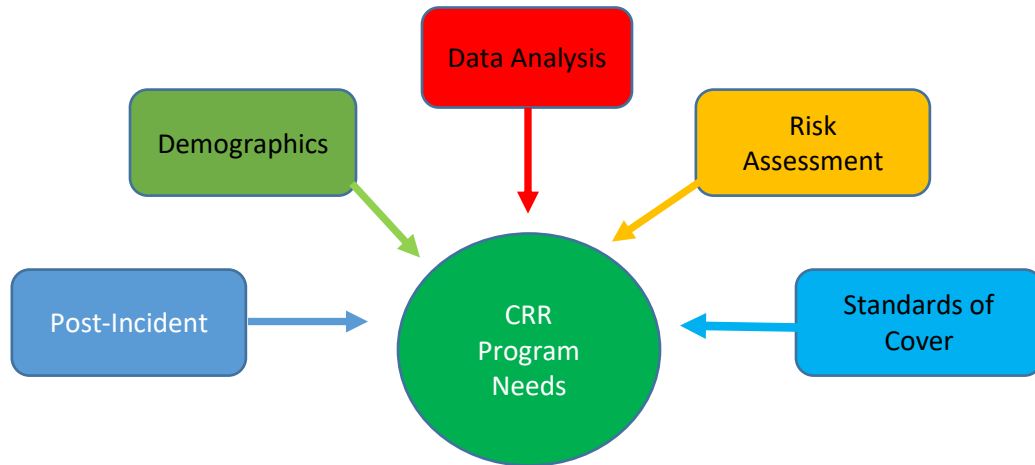 Data Analysis
Demographics
Risk
Assessment
Post-Incident
CRR
Program
Needs
Standards of
Cover